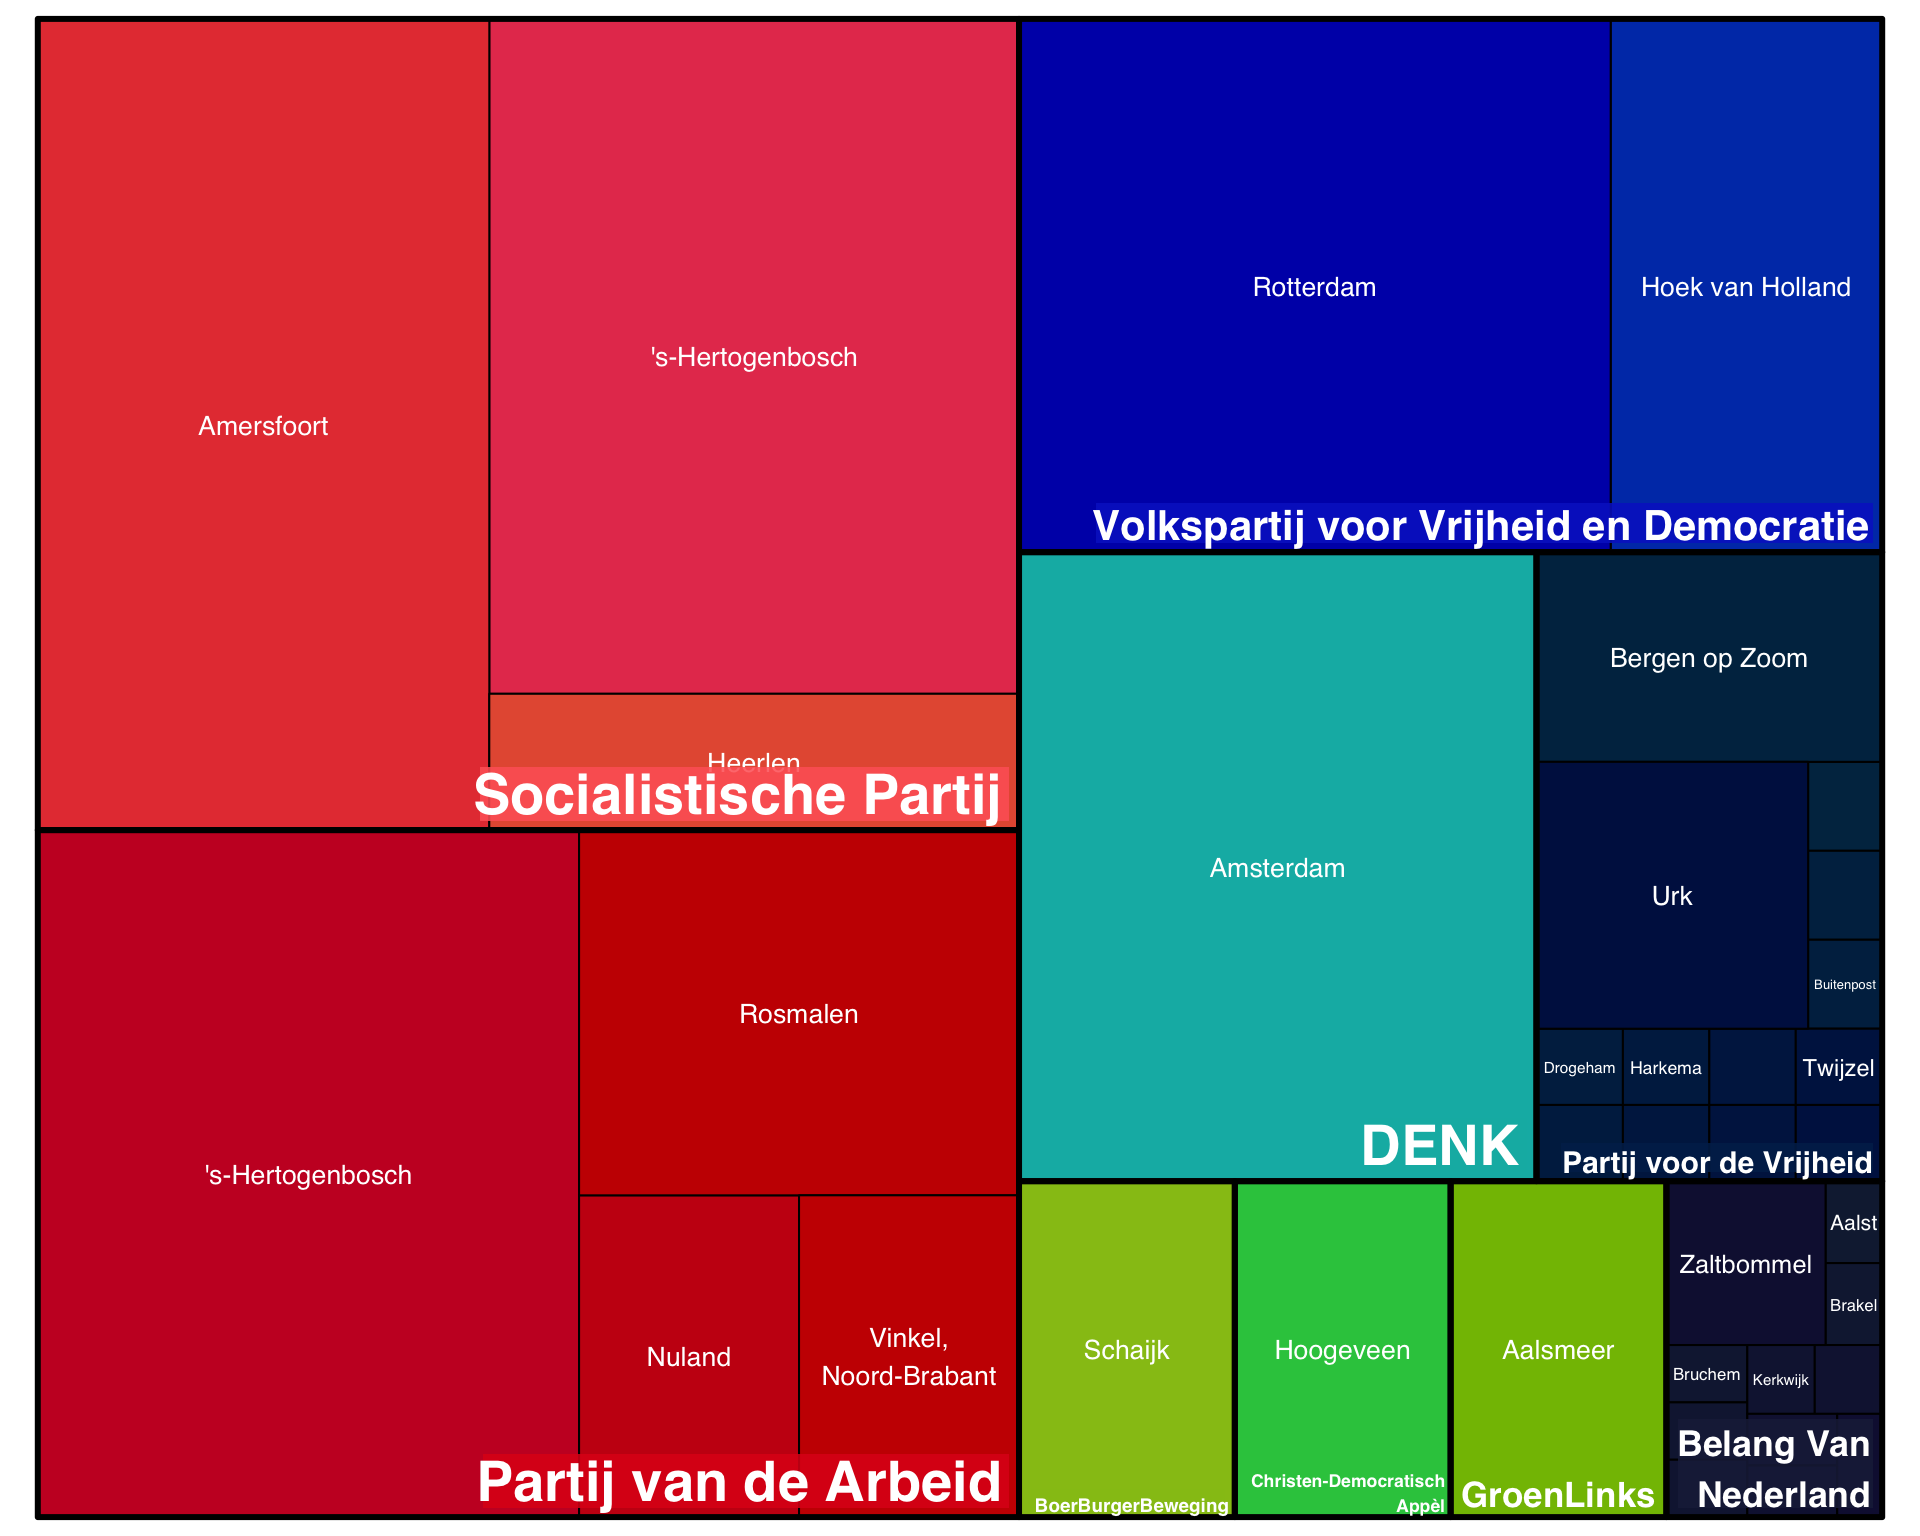 Amersfoort
's-Hertogenbosch
Heerlen
Socialistische Partij
's-Hertogenbosch
Rosmalen
Nuland
Vinkel,
Noord-Brabant
Partij van de Arbeid
Rotterdam
Hoek van Holland
Volkspartij voor Vrijheid en Democratie
Amsterdam
DENK
Bergen op Zoom
Urk
Buitenpost
Drogeham
Harkema
Twijzel
Partij voor de Vrijheid
Schaijk
BoerBurgerBeweging
Hoogeveen
Christen-Democratisch
Appèl
Aalsmeer
GroenLinks
Zaltbommel
Aalst
Brakel
Bruchem
Kerkwijk
Belang Van
Nederland